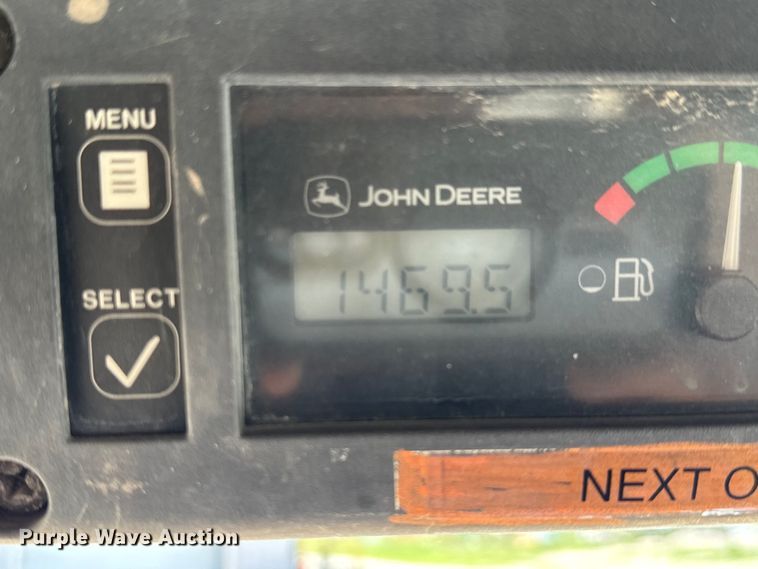 MENU
JOHN DEERE
1469.5
SELECT
NEXT O
Purple Wave Auction